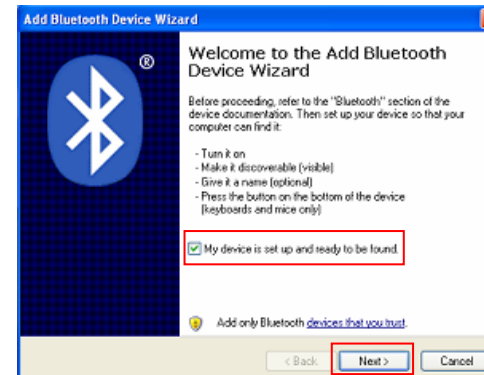 Add Bluetooth Device Wizard
®
Welcome to the Add Bluetooth
Device Wizard
Before proceeding, refer to the "Bluetooth" section of the
device documentation. Then set up your device so that your
computer can find it:
- Turn it on
- Make it discoverable (visible)
- Give it a name (optional)
- Press the button on the bottom of the device
(keyboards and mice only)
My device is set up and ready to be found.
Add only Bluetooth devices that you trust.
< Back Next > Cancel